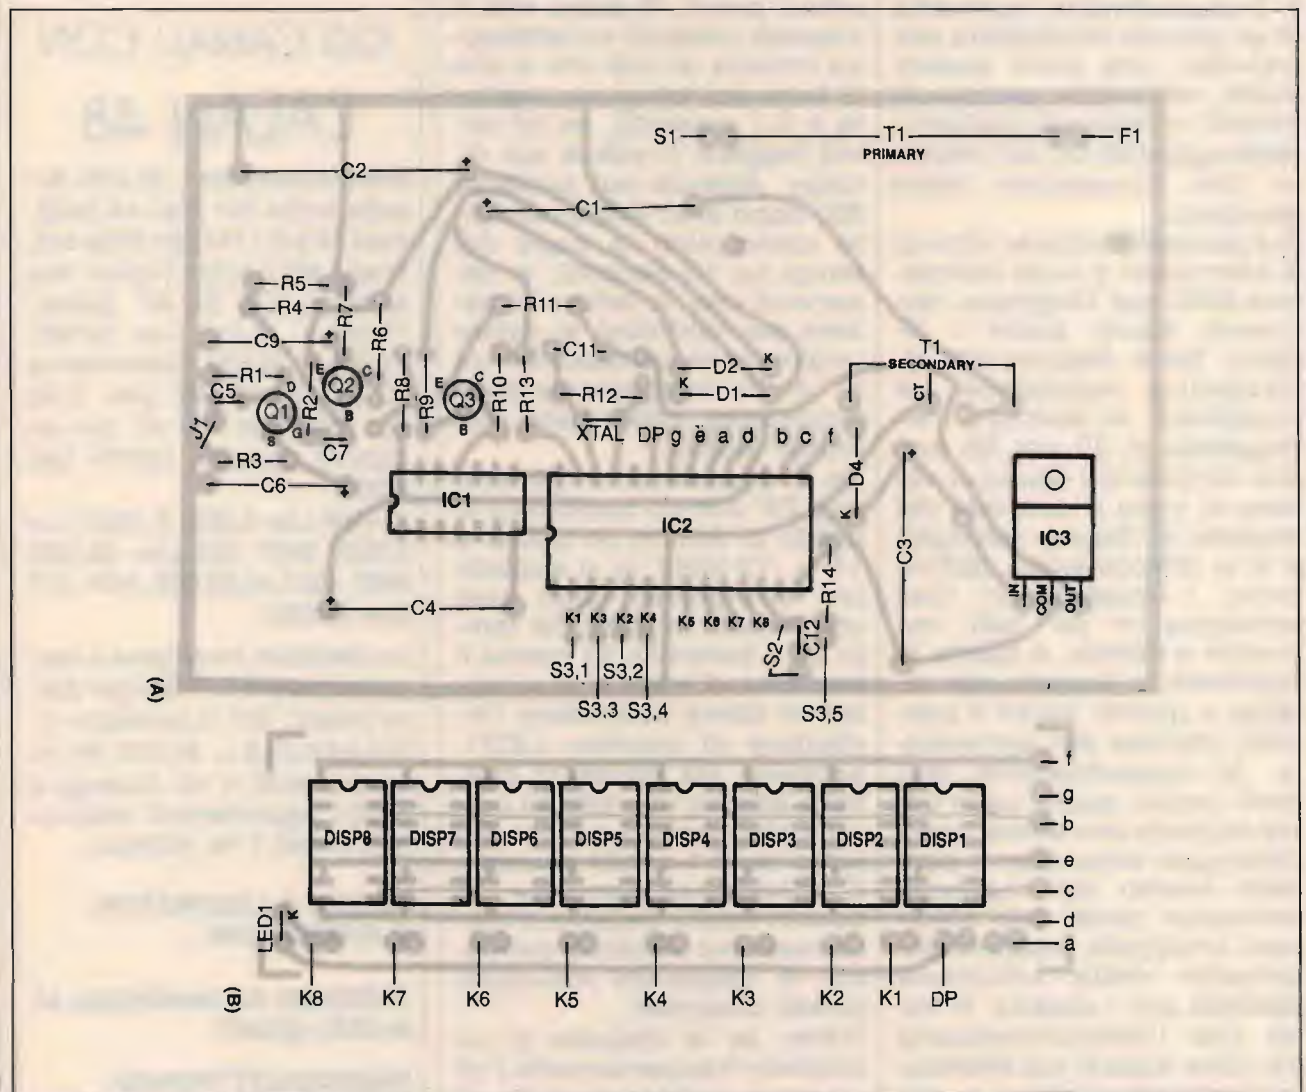 S1 T1 F1
PRIMARY
+
C2
+
C1
R5
R4
R7
R6
R11
C9 +
T1
SECONDARY
CT
C11
D2 K
K D1
R1
C5
D
Q1
S G
R2
E Q2 C
B
C7
J1
R3
C6 +
R8
R9
E Q3 C
B
R10
R13
R12
XTAL DP g e a d b c f
IC1
IC2
D4
K
+
C3
IC3
IN COM OUT
+
C4
R14
K1 K3 K2 K4 K5 K6 K7 K8
S2
C12
S3,1 S3,2
S3,3 S3,4 S3,5
(A)
f
g
b
DISP8 DISP7 DISP6 DISP5 DISP4 DISP3 DISP2 DISP1
e
c
d
LED1
K
a
K8 K7 K6 K5 K4 K3 K2 K1 DP
(B)